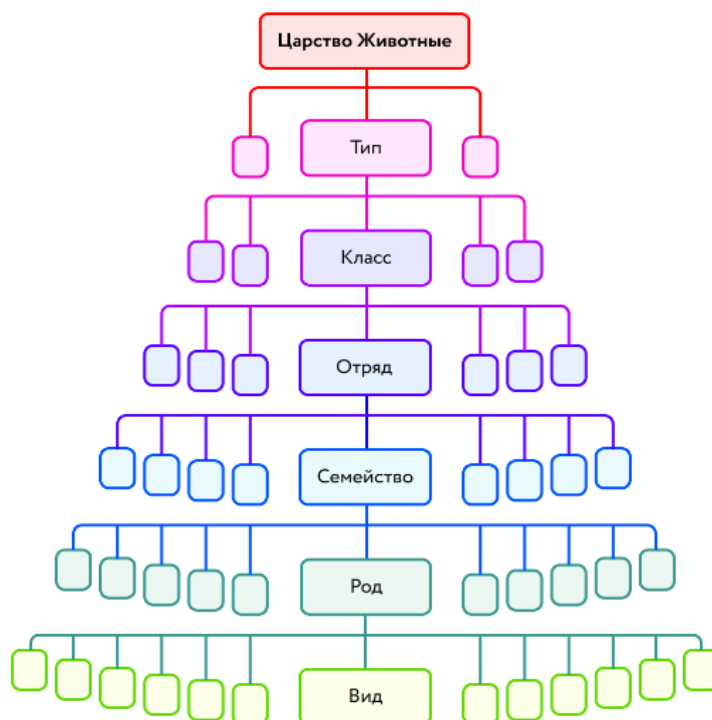 Царство Животные
Тип
Класс
Отряд
Семейство
Род
Вид